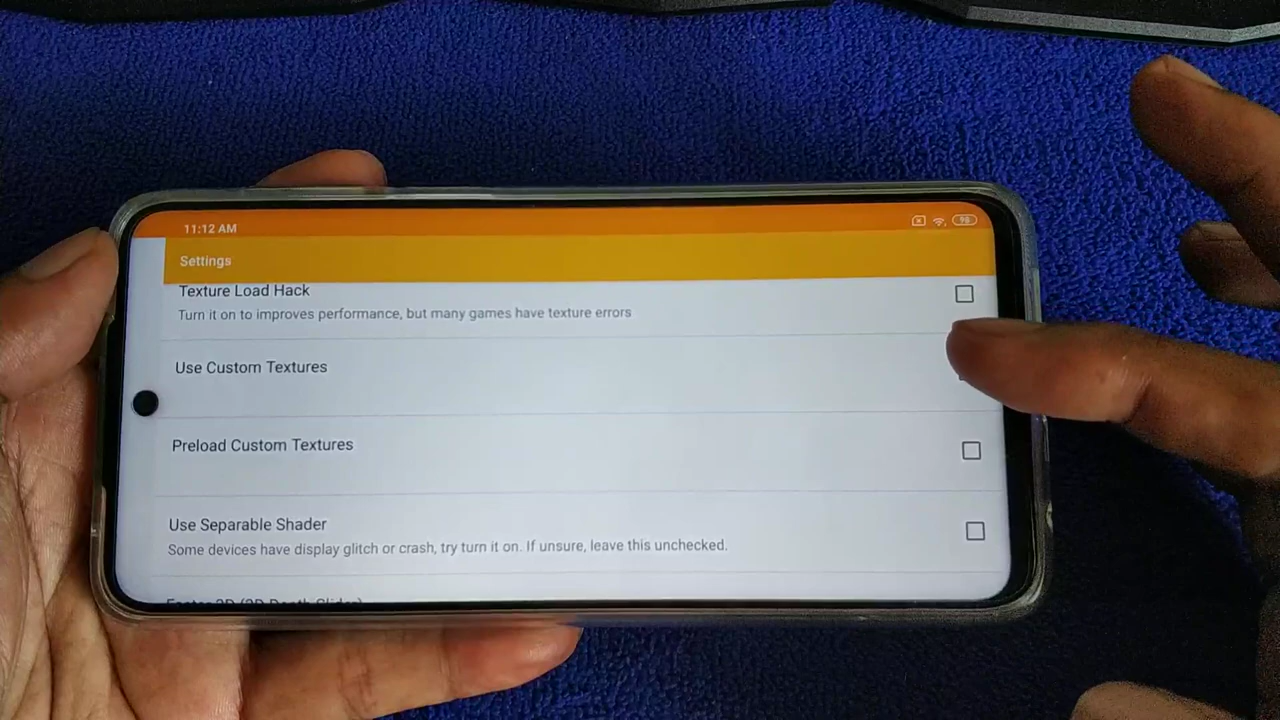 11:12 AM
98
Settings
Texture Load Hack
Turn it on to improves performance, but many games have texture errors
Use Custom Textures
Preload Custom Textures
Use Separable Shader
Some devices have display glitch or crash, try turn it on. If unsure, leave this unchecked.